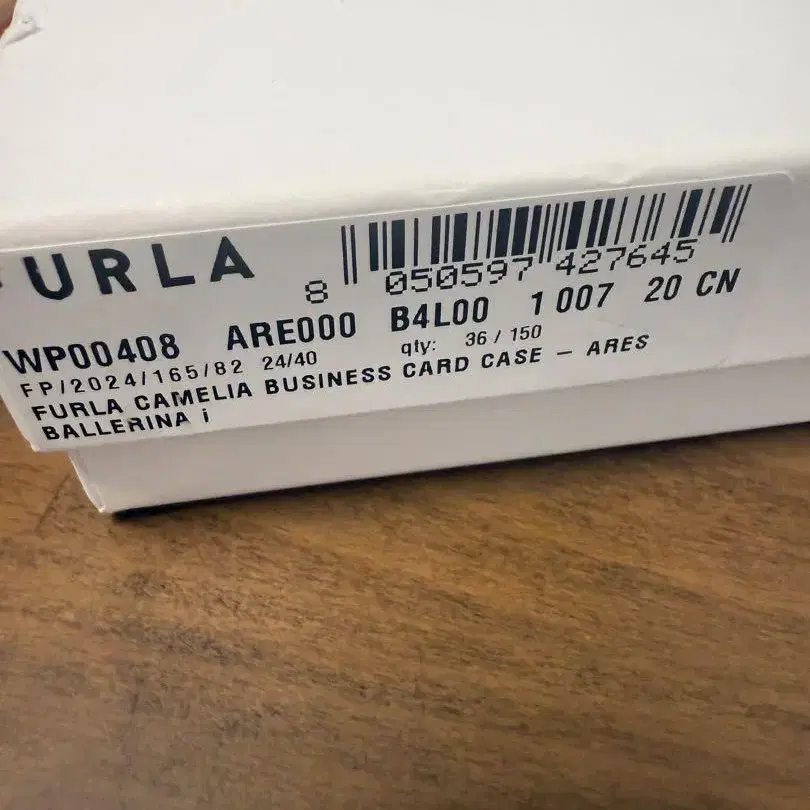 FURLA
8 050597 427645
WP00408 ARE000 B4L00 1 007 20 CN
FP/2024/165/82 24/40 qty: 36 / 150
FURLA CAMELIA BUSINESS CARD CASE – ARES
BALLERINA i